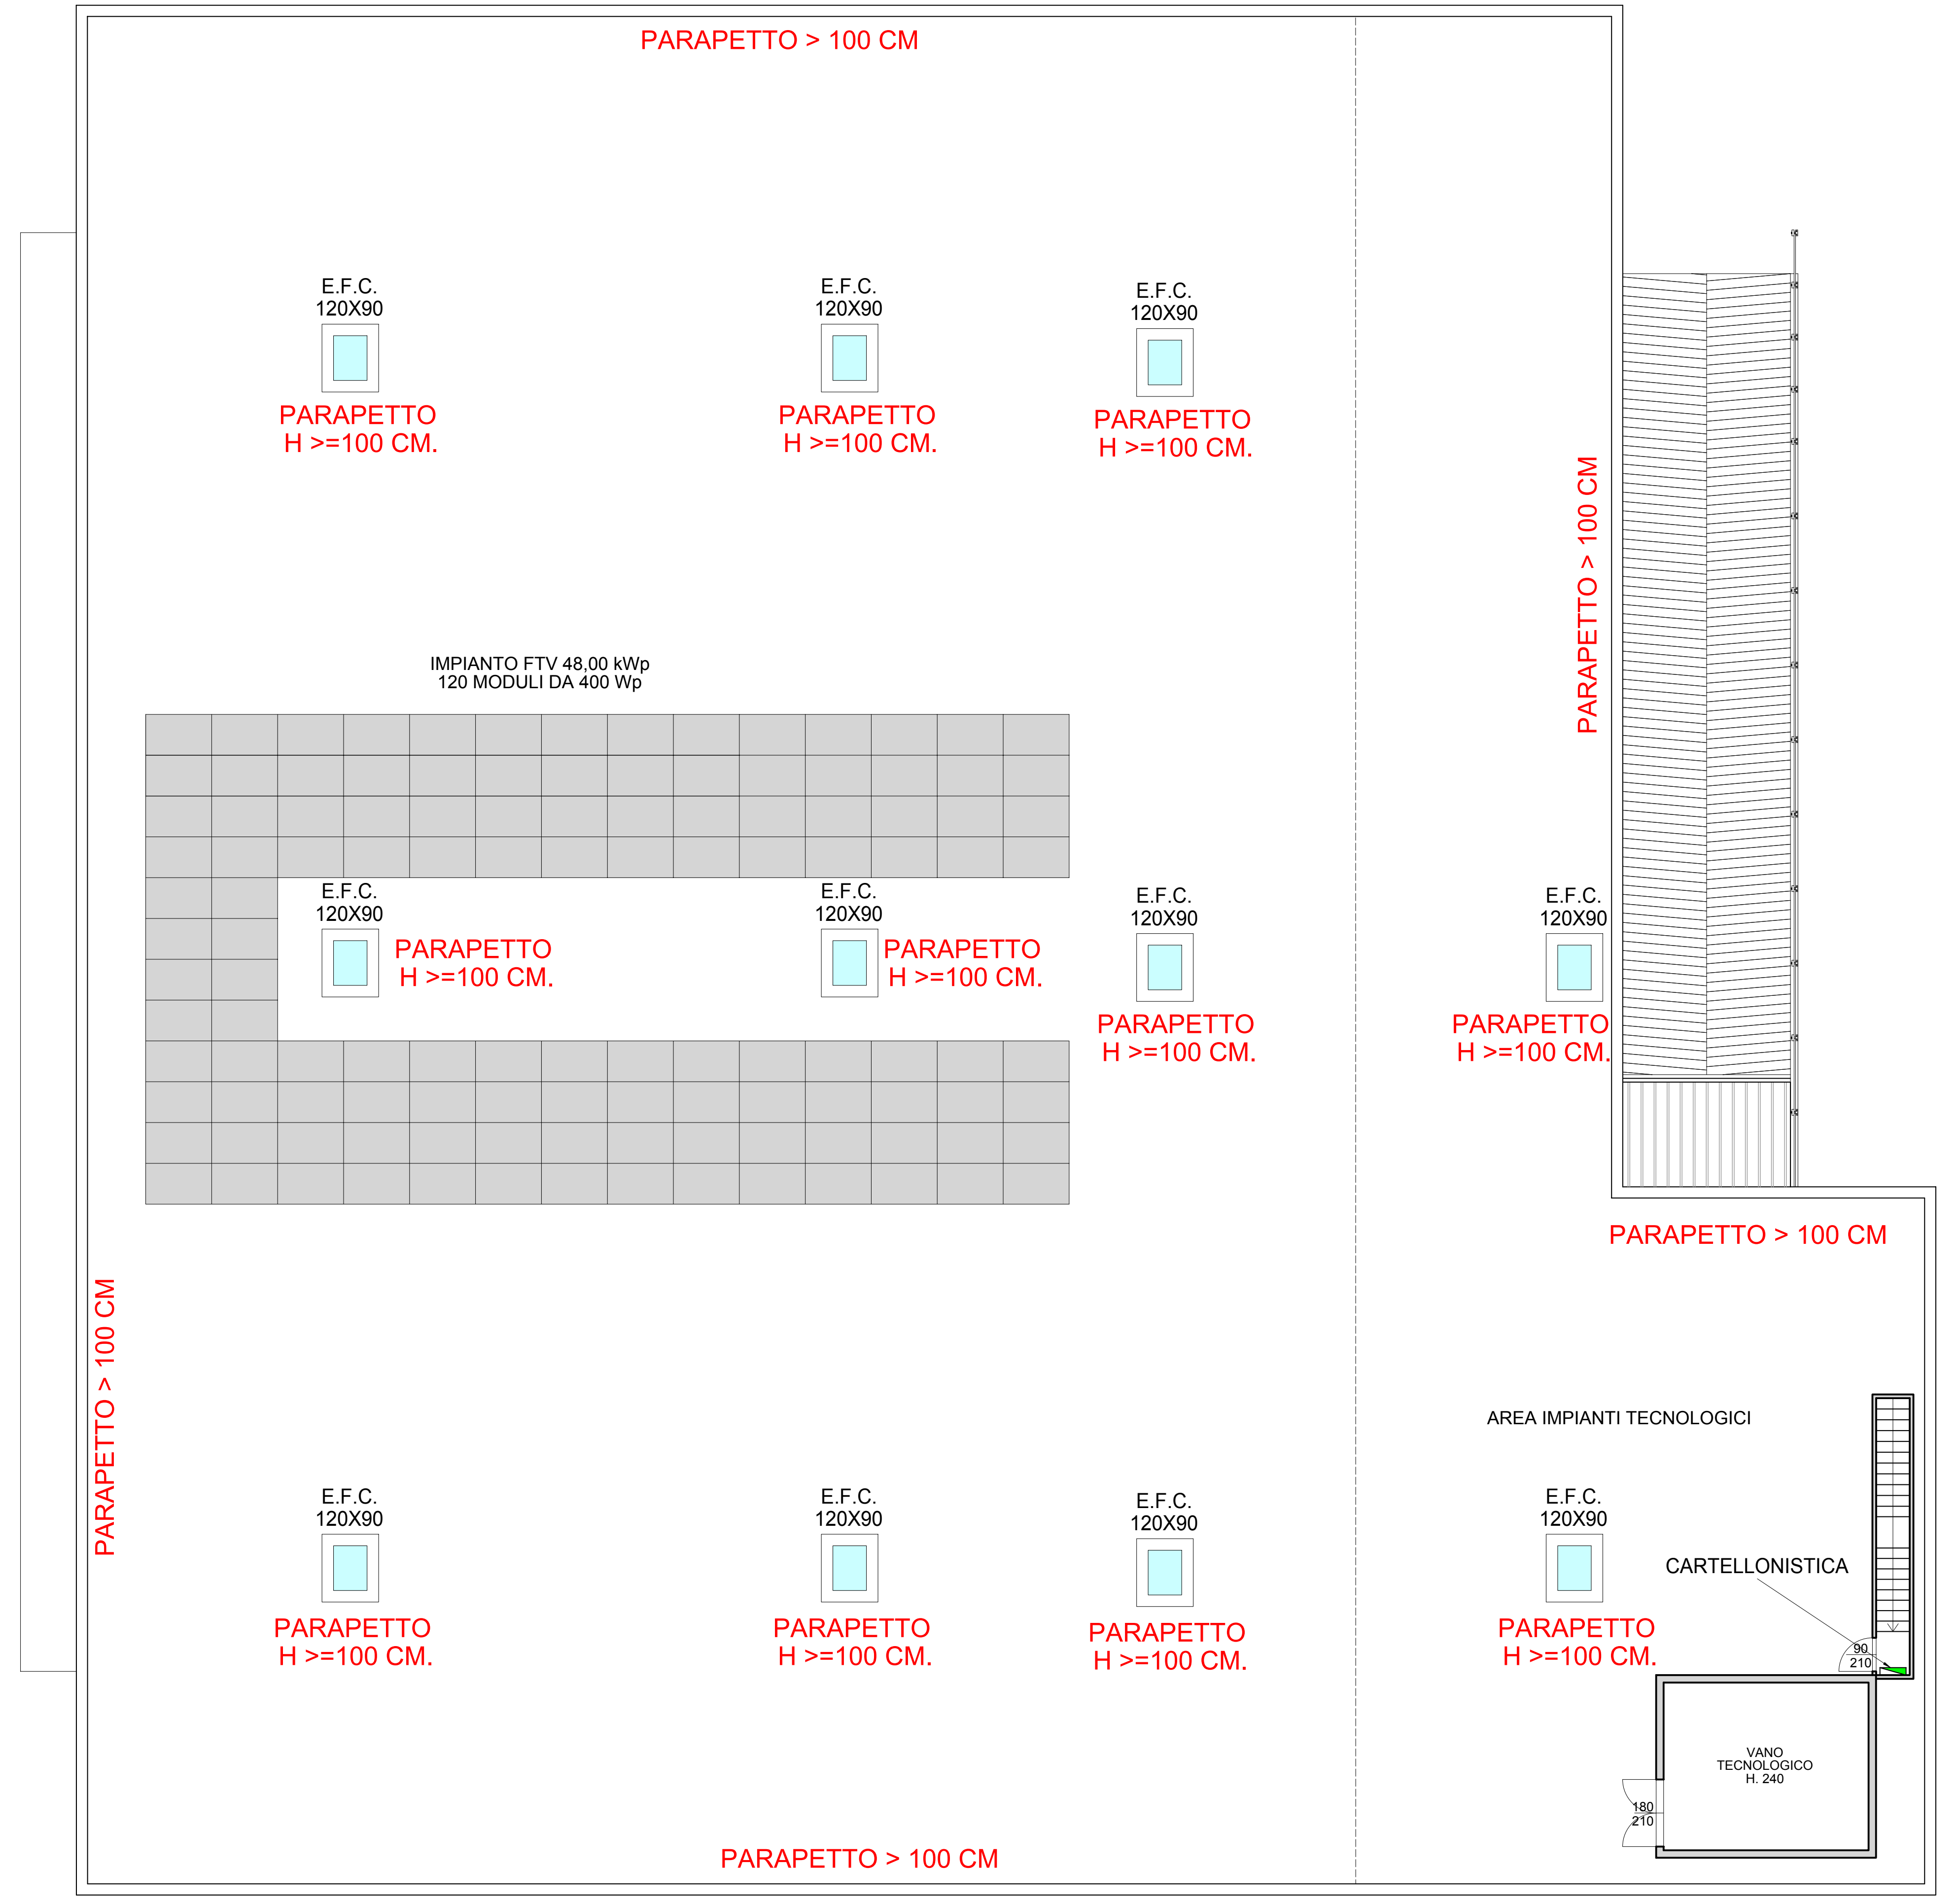 PARAPETTO > 100 CM
E.F.C.
120X90
PARAPETTO
H >=100 CM.
E.F.C.
120X90
PARAPETTO
H >=100 CM.
E.F.C.
120X90
PARAPETTO
H >=100 CM.
PARAPETTO > 100 CM
IMPIANTO FTV 48,00 kWp
120 MODULI DA 400 Wp
E.F.C.
120X90
PARAPETTO
H >=100 CM.
E.F.C.
120X90
PARAPETTO
H >=100 CM.
E.F.C.
120X90
PARAPETTO
H >=100 CM.
E.F.C.
120X90
PARAPETTO
H >=100 CM.
PARAPETTO > 100 CM
PARAPETTO > 100 CM
AREA IMPIANTI TECNOLOGICI
E.F.C.
120X90
PARAPETTO
H >=100 CM.
E.F.C.
120X90
PARAPETTO
H >=100 CM.
E.F.C.
120X90
PARAPETTO
H >=100 CM.
E.F.C.
120X90
PARAPETTO
H >=100 CM.
CARTELLONISTICA
90
210
VANO
TECNOLOGICO
H. 240
180
210
PARAPETTO > 100 CM